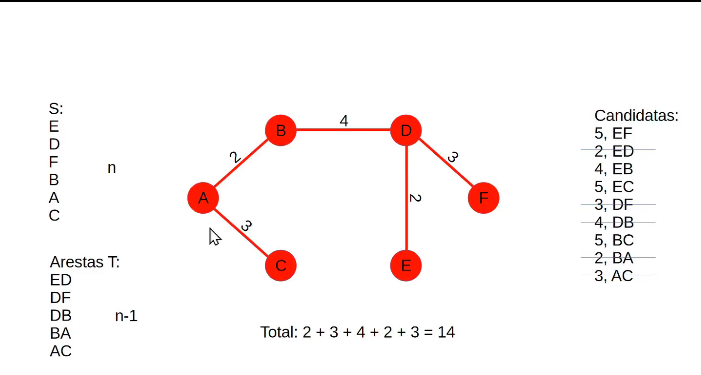 S:
E
D
F
B
A
C
n
Arestas T:
ED
DF
DB
BA
AC
n-1
B
4
D
2
3
A
3
2
F
C
E
Total: 2 + 3 + 4 + 2 + 3 = 14
Candidatas:
5, EF
2, ED
4, EB
5, EC
3, DF
4, DB
5, BC
2, BA
3, AC